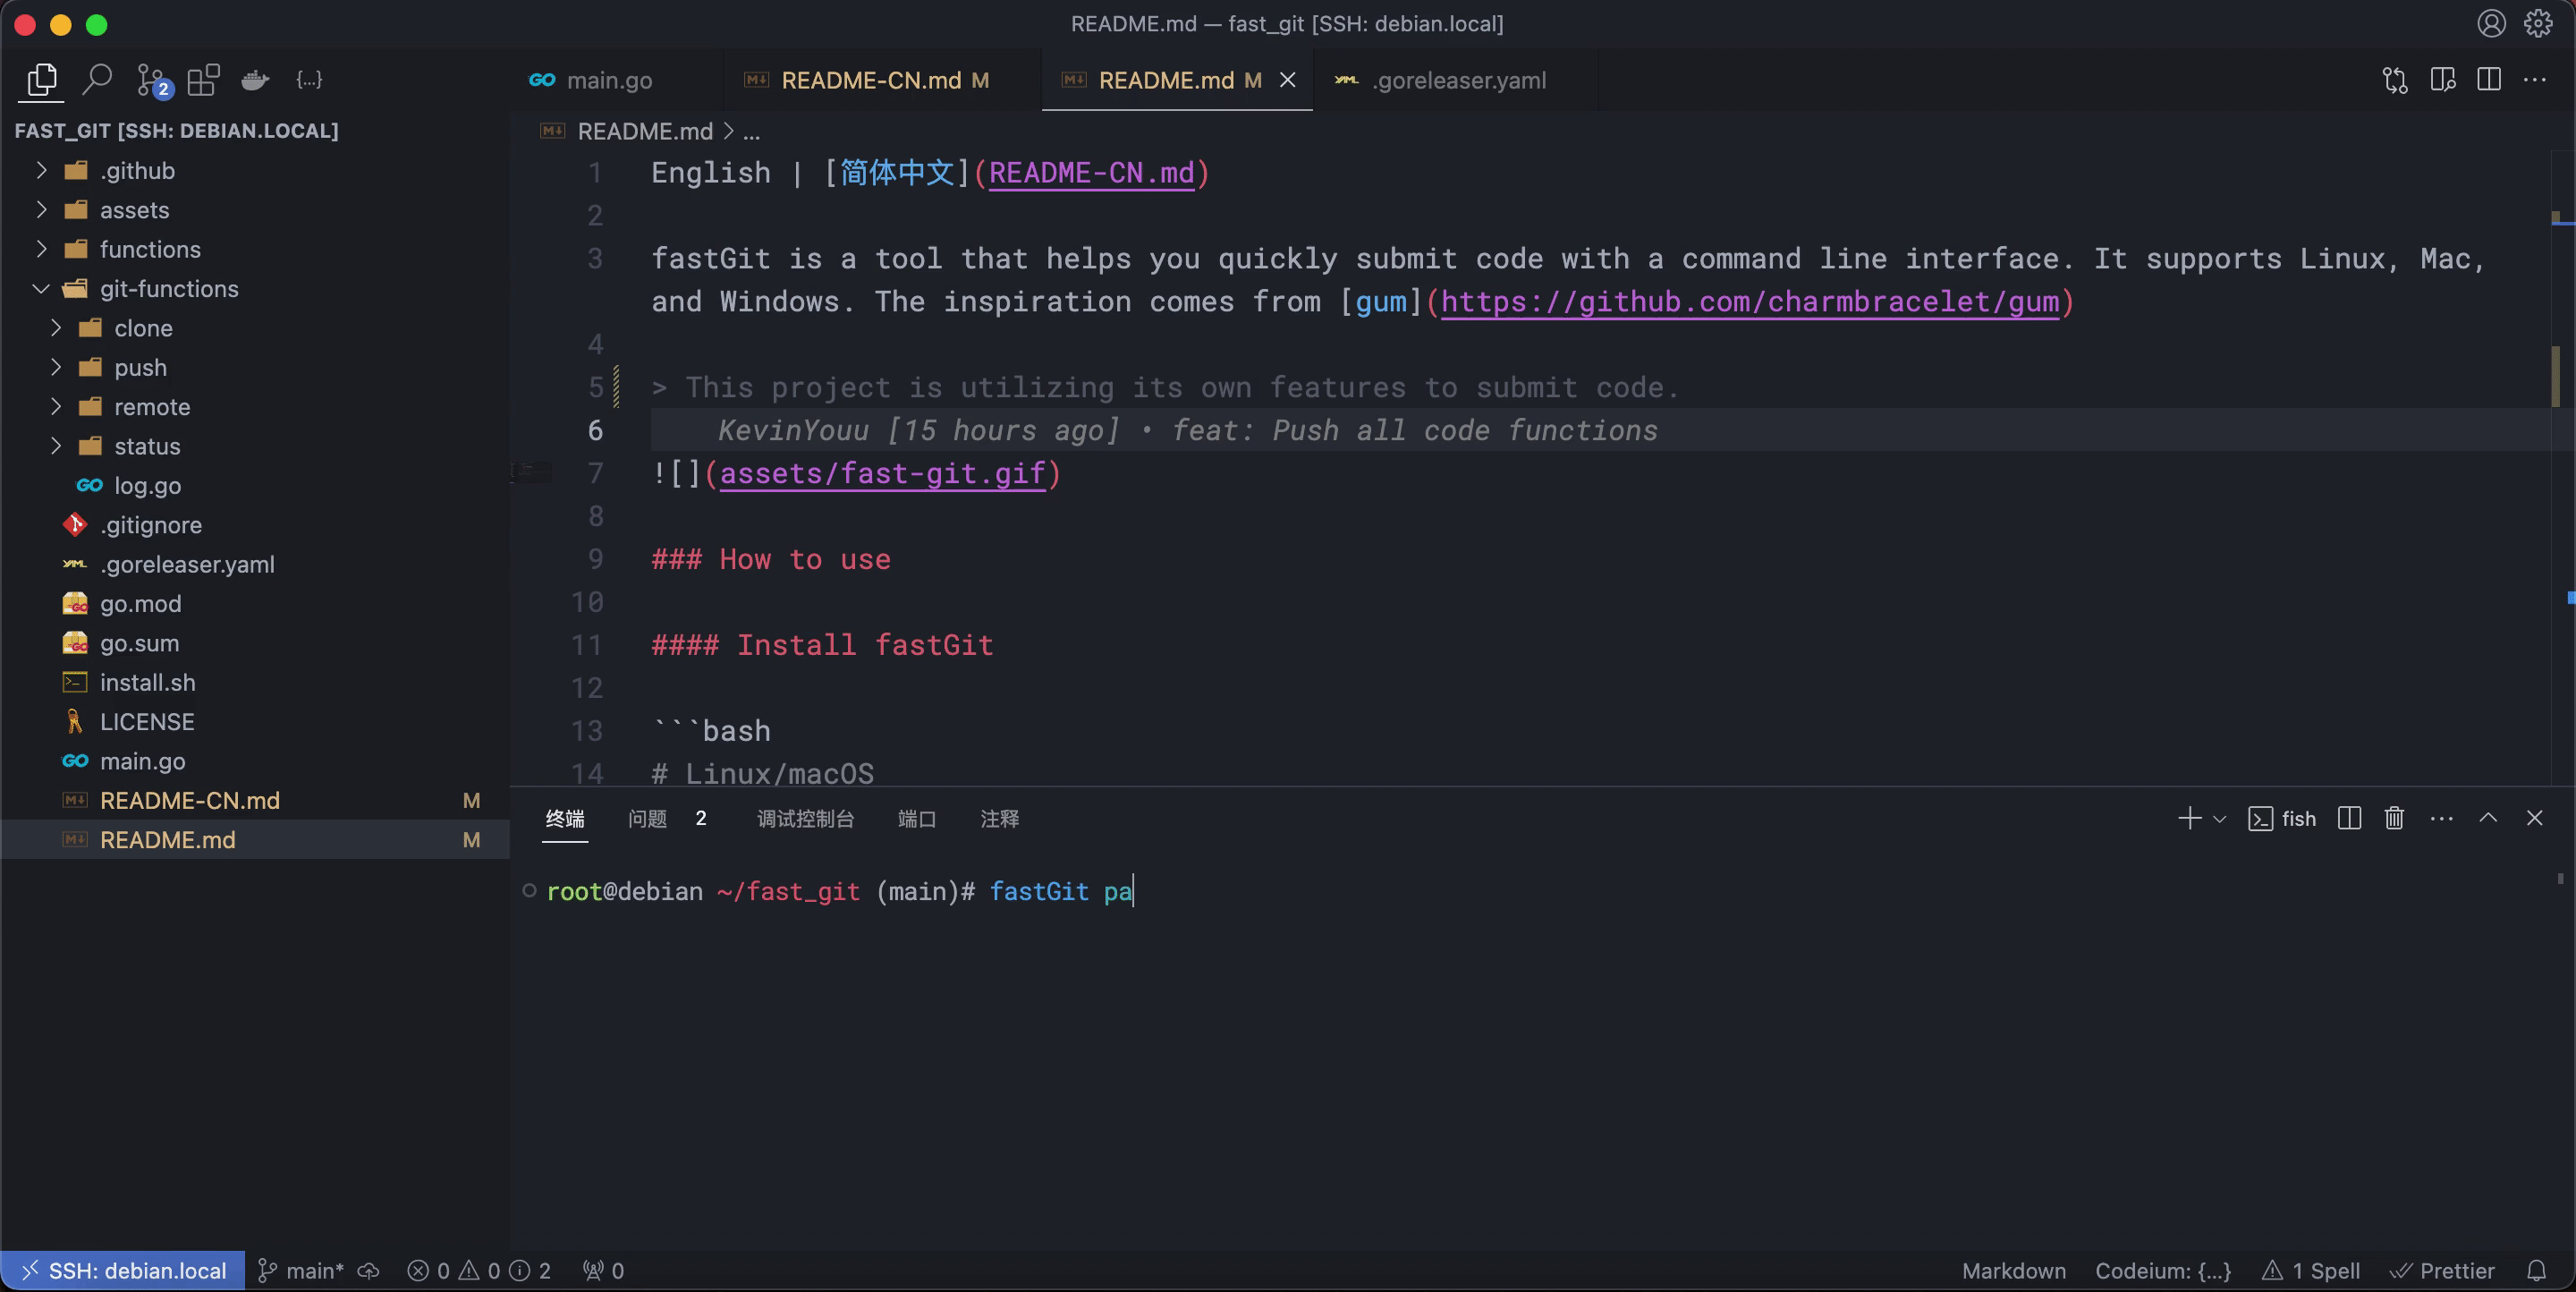 README.md — fast_git [SSH: debian.local]
2
{...}
GO main.go
M↓ README-CN.md M
M↓ README.md M
YAML .goreleaser.yaml
FAST_GIT [SSH: DEBIAN.LOCAL]
.github
assets
functions
git-functions
clone
push
remote
status
GO log.go
.gitignore
YAML .goreleaser.yaml
GO go.mod
GO go.sum
install.sh
LICENSE
GO main.go
M↓ README-CN.md M
M↓ README.md M
M↓ README.md > ...
1 English | [简体中文](README-CN.md)
2
3 fastGit is a tool that helps you quickly submit code with a command line interface. It supports Linux, Mac,
and Windows. The inspiration comes from [gum](https://github.com/charmbracelet/gum)
4
5 > This project is utilizing its own features to submit code.
6 KevinYouu [15 hours ago] • feat: Push all code functions
7 ![](assets/fast-git.gif)
8
9 ### How to use
10
11 #### Install fastGit
12
13 ```bash
14 # Linux/macOS
终端 问题 2 调试控制台 端口 注释
fish
root@debian ~/fast_git (main)# fastGit pa
SSH: debian.local main* 0 0 2 0
Markdown Codeium: {...} 1 Spell Prettier